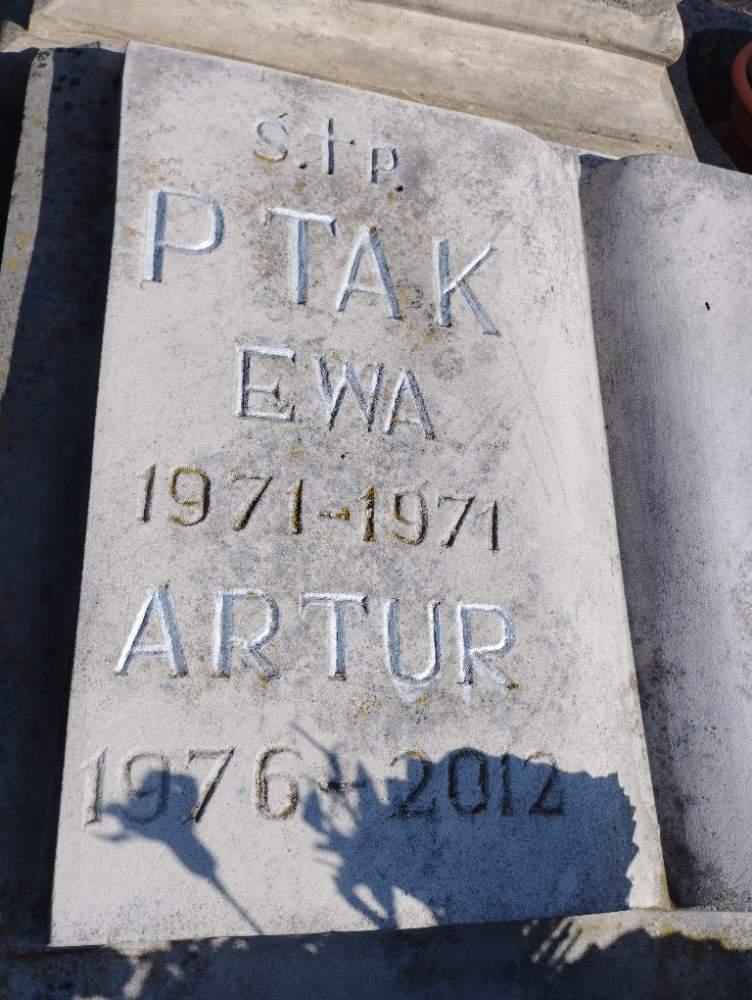 S.†P.
PTAK
EWA
1971-1971
ARTUR
1976-2012